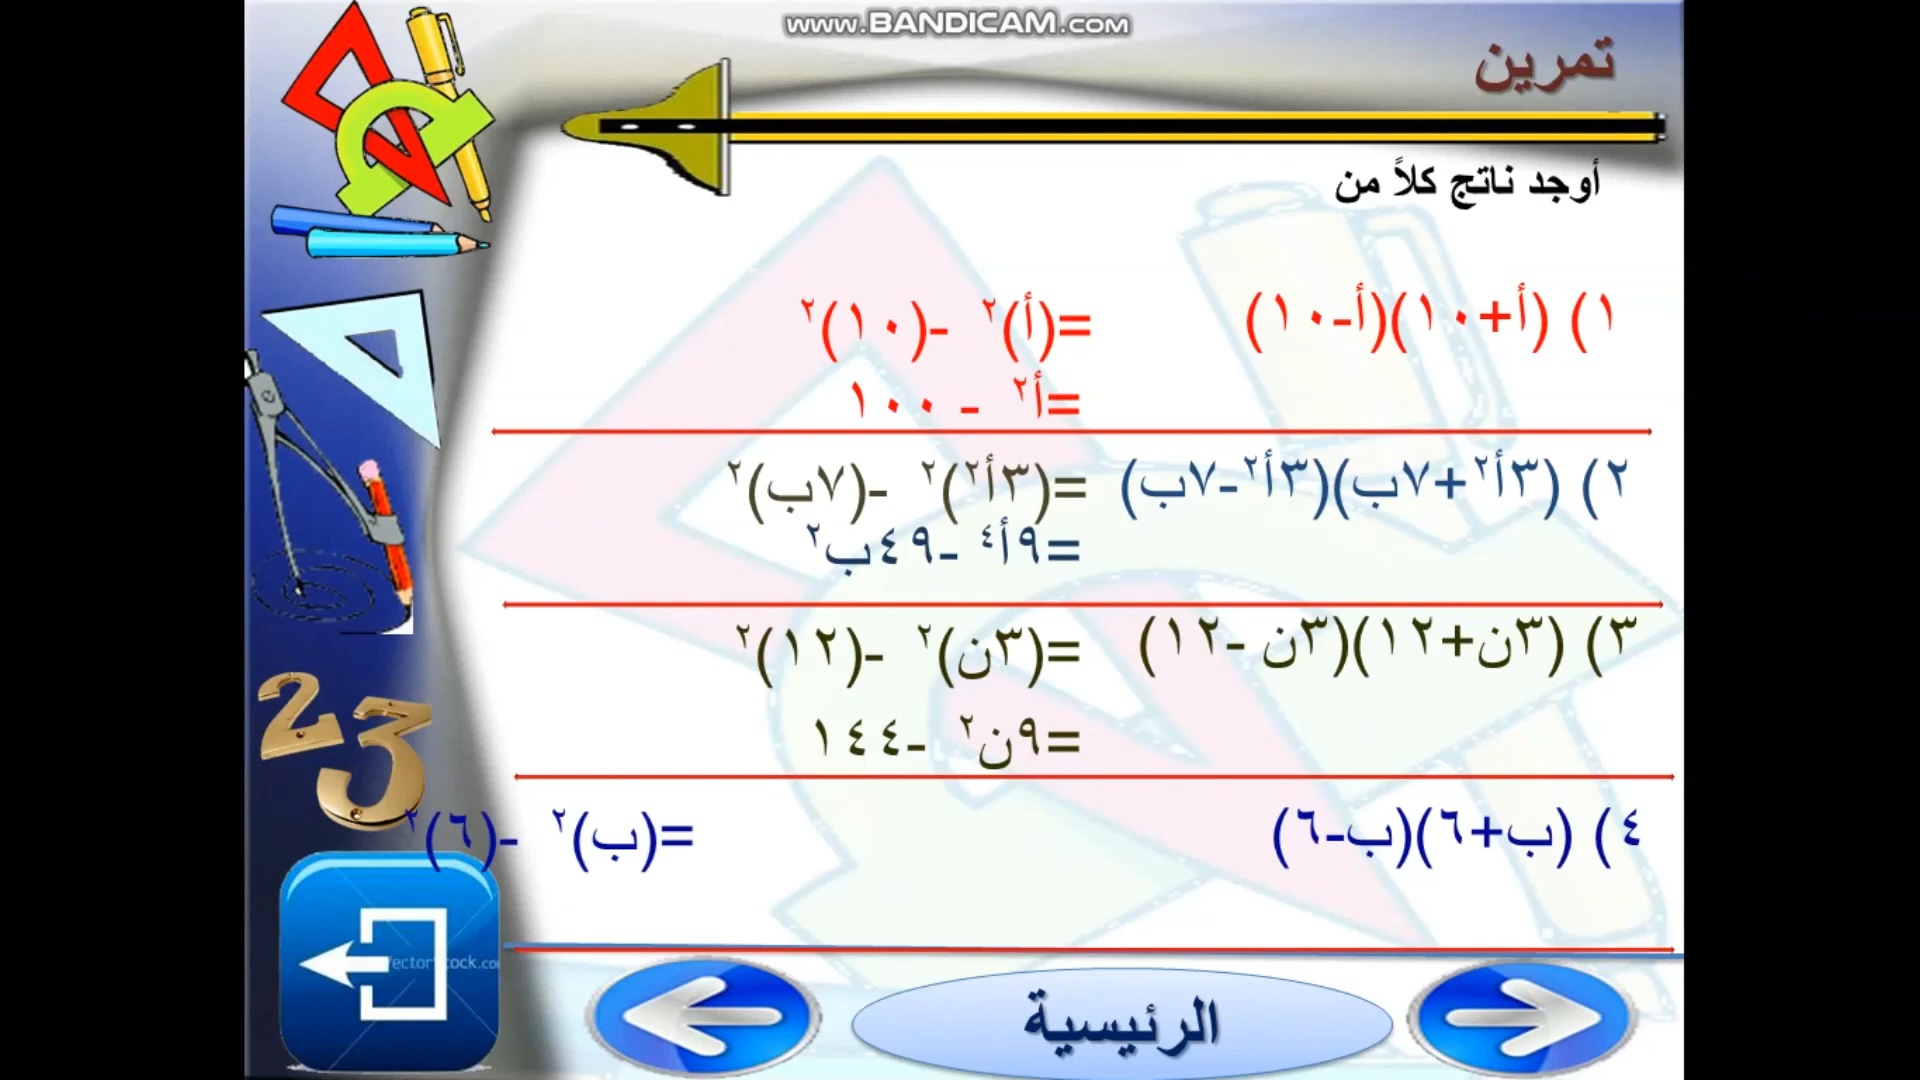 www.BANDICAM.com
تمرين
أوجد ناتج كلاً من
١) (أ+١٠)(أ-١٠) =(أ)٢ -(١٠)٢
=أ٢ - ١٠٠
٢) (٣أ٢+٧ب)(٣أ٢-٧ب) =(٣أ٢)٢ -(٧ب)٢
=٩أ٤ -٤٩ب٢
٣) (٣ن+١٢)(٣ن -١٢) =(٣ن)٢ -(١٢)٢
=٩ن٢ -١٤٤
٤) (ب+٦)(ب-٦) =(ب)٢ -(٦)٢
23
الرئيسية